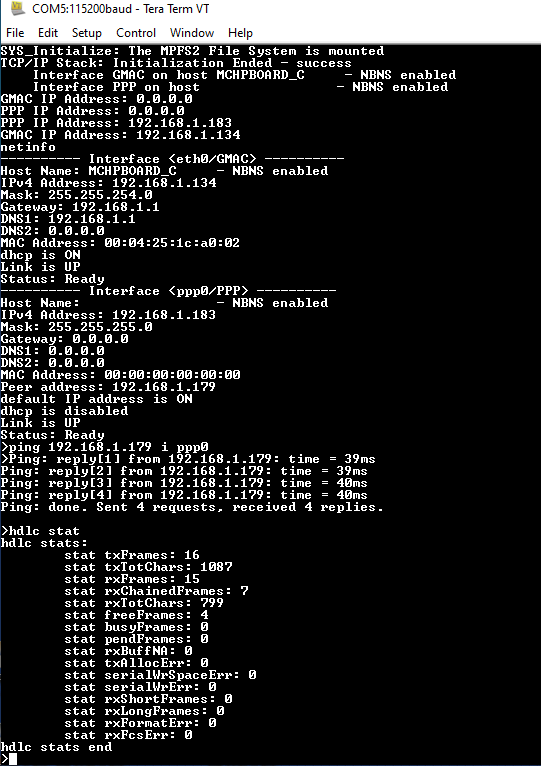 COM5:115200baud - Tera Term VT
File Edit Setup Control Window Help
SYS_Initialize: The MPFS2 File System is mounted
TCP/IP Stack: Initialization Ended - success
    Interface GMAC on host MCHPBOARD_C     - NBNS enabled
    Interface PPP on host                 - NBNS enabled
GMAC IP Address: 0.0.0.0
PPP IP Address: 0.0.0.0
PPP IP Address: 192.168.1.183
GMAC IP Address: 192.168.1.134
netinfo
---------- Interface <eth0/GMAC> ----------
Host Name: MCHPBOARD_C     - NBNS enabled
IPv4 Address: 192.168.1.134
Mask: 255.255.254.0
Gateway: 192.168.1.1
DNS1: 192.168.1.1
DNS2: 0.0.0.0
MAC Address: 00:04:25:1c:a0:02
dhcp is ON
Link is UP
Status: Ready
---------- Interface <ppp0/PPP> ----------
Host Name:                 - NBNS enabled
IPv4 Address: 192.168.1.183
Mask: 255.255.255.0
Gateway: 0.0.0.0
DNS1: 0.0.0.0
DNS2: 0.0.0.0
MAC Address: 00:00:00:00:00:00
Peer address: 192.168.1.179
default IP address is ON
dhcp is disabled
Link is UP
Status: Ready
>ping 192.168.1.179 i ppp0
>Ping: reply[1] from 192.168.1.179: time = 39ms
Ping: reply[2] from 192.168.1.179: time = 39ms
Ping: reply[3] from 192.168.1.179: time = 40ms
Ping: reply[4] from 192.168.1.179: time = 40ms
Ping: done. Sent 4 requests, received 4 replies.
>hdlc stat
hdlc stats:
        stat txFrames: 16
        stat txTotChars: 1087
        stat rxFrames: 15
        stat rxChainedFrames: 7
        stat rxTotChars: 799
        stat freeFrames: 4
        stat busyFrames: 0
        stat pendFrames: 0
        stat rxBuffNA: 0
        stat txAllocErr: 0
        stat serialWrSpaceErr: 0
        stat serialWrErr: 0
        stat rxShortFrames: 0
        stat rxLongFrames: 0
        stat rxFormatErr: 0
        stat rxFcsErr: 0
hdlc stats end
>